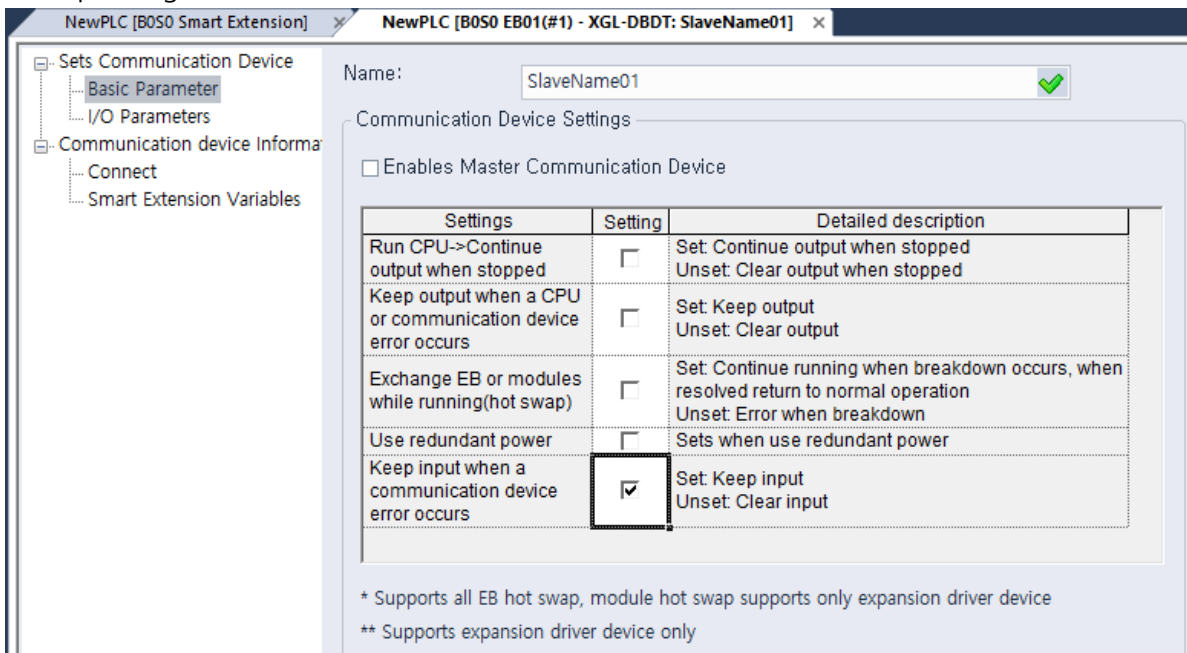 NewPLC [B0S0 Smart Extension]
NewPLC [B0S0 EB01(#1) - XGL-DBDT: SlaveName01]
Sets Communication Device
Basic Parameter
I/O Parameters
Communication device Informa
Connect
Smart Extension Variables
Name:
SlaveName01
Communication Device Settings
Enables Master Communication Device
Settings Setting Detailed description
Run CPU->Continue
output when stopped
Set: Continue output when stopped
Unset: Clear output when stopped
Keep output when a CPU
or communication device
error occurs
Set: Keep output
Unset: Clear output
Exchange EB or modules
while running(hot swap)
Set: Continue running when breakdown occurs, when
resolved return to normal operation
Unset: Error when breakdown
Use redundant power
Sets when use redundant power
Keep input when a
communication device
error occurs
Set: Keep input
Unset: Clear input
* Supports all EB hot swap, module hot swap supports only expansion driver device
** Supports expansion driver device only